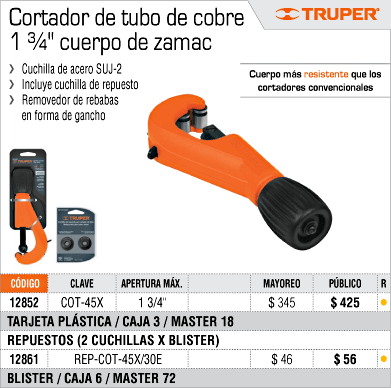 Cortador de tubo de cobre
1 ¾" cuerpo de zamac
TRUPER®
Cuchilla de acero SUJ-2
Incluye cuchilla de repuesto
Removedor de rebabas
en forma de gancho
Cuerpo más resistente que los
cortadores convencionales
TRUPER
TRUPER
CÓDIGO CLAVE APERTURA MÁX. MAYOREO PÚBLICO R
12852 COT-45X 1 3/4" $ 345 $ 425
TARJETA PLÁSTICA / CAJA 3 / MASTER 18
REPUESTOS (2 CUCHILLAS X BLISTER)
12861 REP-COT-45X/30E $ 46 $ 56
BLISTER / CAJA 6 / MASTER 72